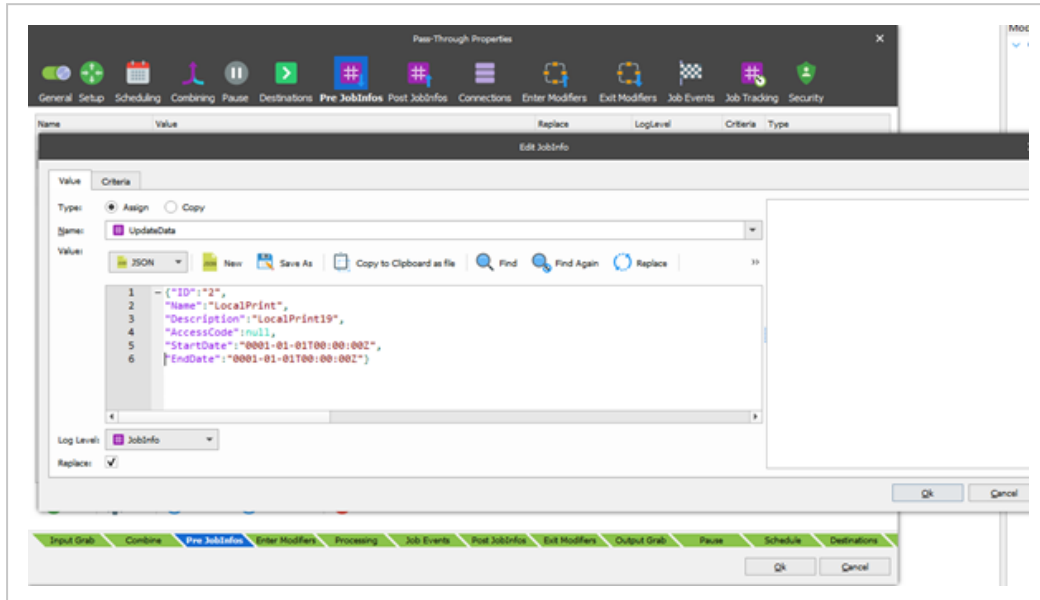 Pass-Through Properties
General Setup Scheduling Combining Pause Destinations Pre JobInfos Post JobInfos Connections Enter Modifiers Exit Modifiers Job Events Job Tracking Security
Name Value Replace LogLevel Criteria Type
Edit JobInfo
Value Criteria
Type: Assign Copy
Name: UpdateData
Value:
JSON New Save As Copy to Clipboard as file Find Find Again Replace »
1 {"ID":"2",
2 "Name":"LocalPrint",
3 "Description":"LocalPrint19",
4 "AccessCode":null,
5 "StartDate":"0001-01-01T00:00:00Z",
6 "EndDate":"0001-01-01T00:00:00Z"}
Log Level: JobInfo
Replace:
Ok Cancel
Input Grab Combine Pre JobInfos Enter Modifiers Processing Job Events Post JobInfos Exit Modifiers Output Grab Pause Schedule Destinations
Ok Cancel